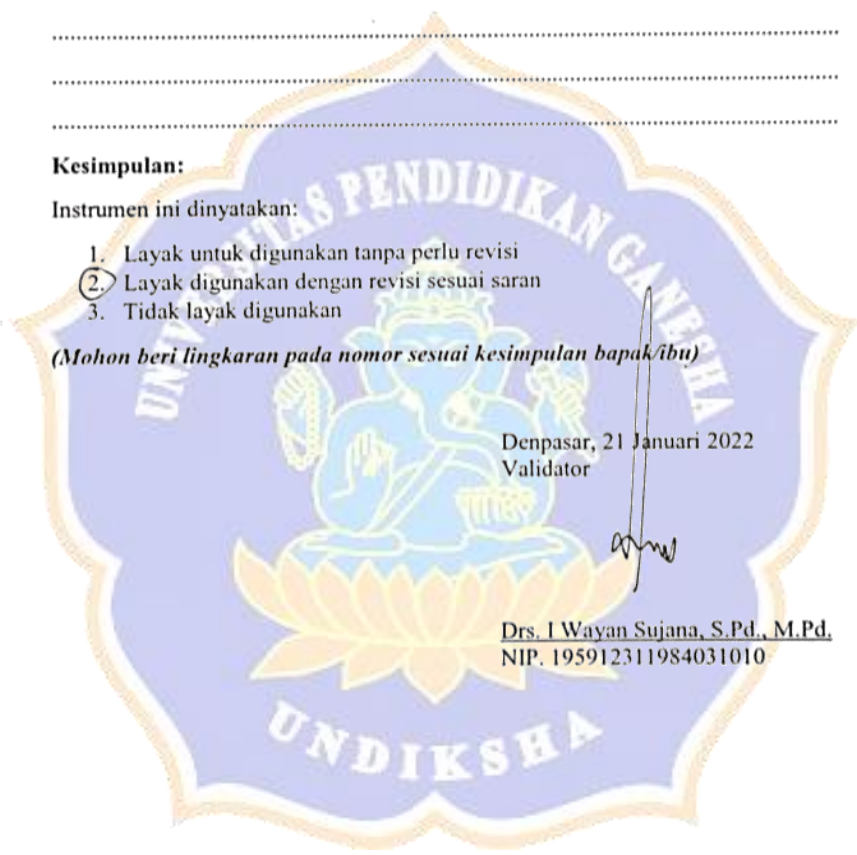 Kesimpulan:
Instrumen ini dinyatakan:
1. Layak untuk digunakan tanpa perlu revisi
2. Layak digunakan dengan revisi sesuai saran
3. Tidak layak digunakan
(Mohon beri lingkaran pada nomor sesuai kesimpulan bapak/ibu)
Denpasar, 21 Januari 2022
Validator
Drs. I Wayan Sujana, S.Pd., M.Pd.
NIP. 195912311984031010
UNIVERSITAS PENDIDIKAN GANESHA
UNDIKSHA